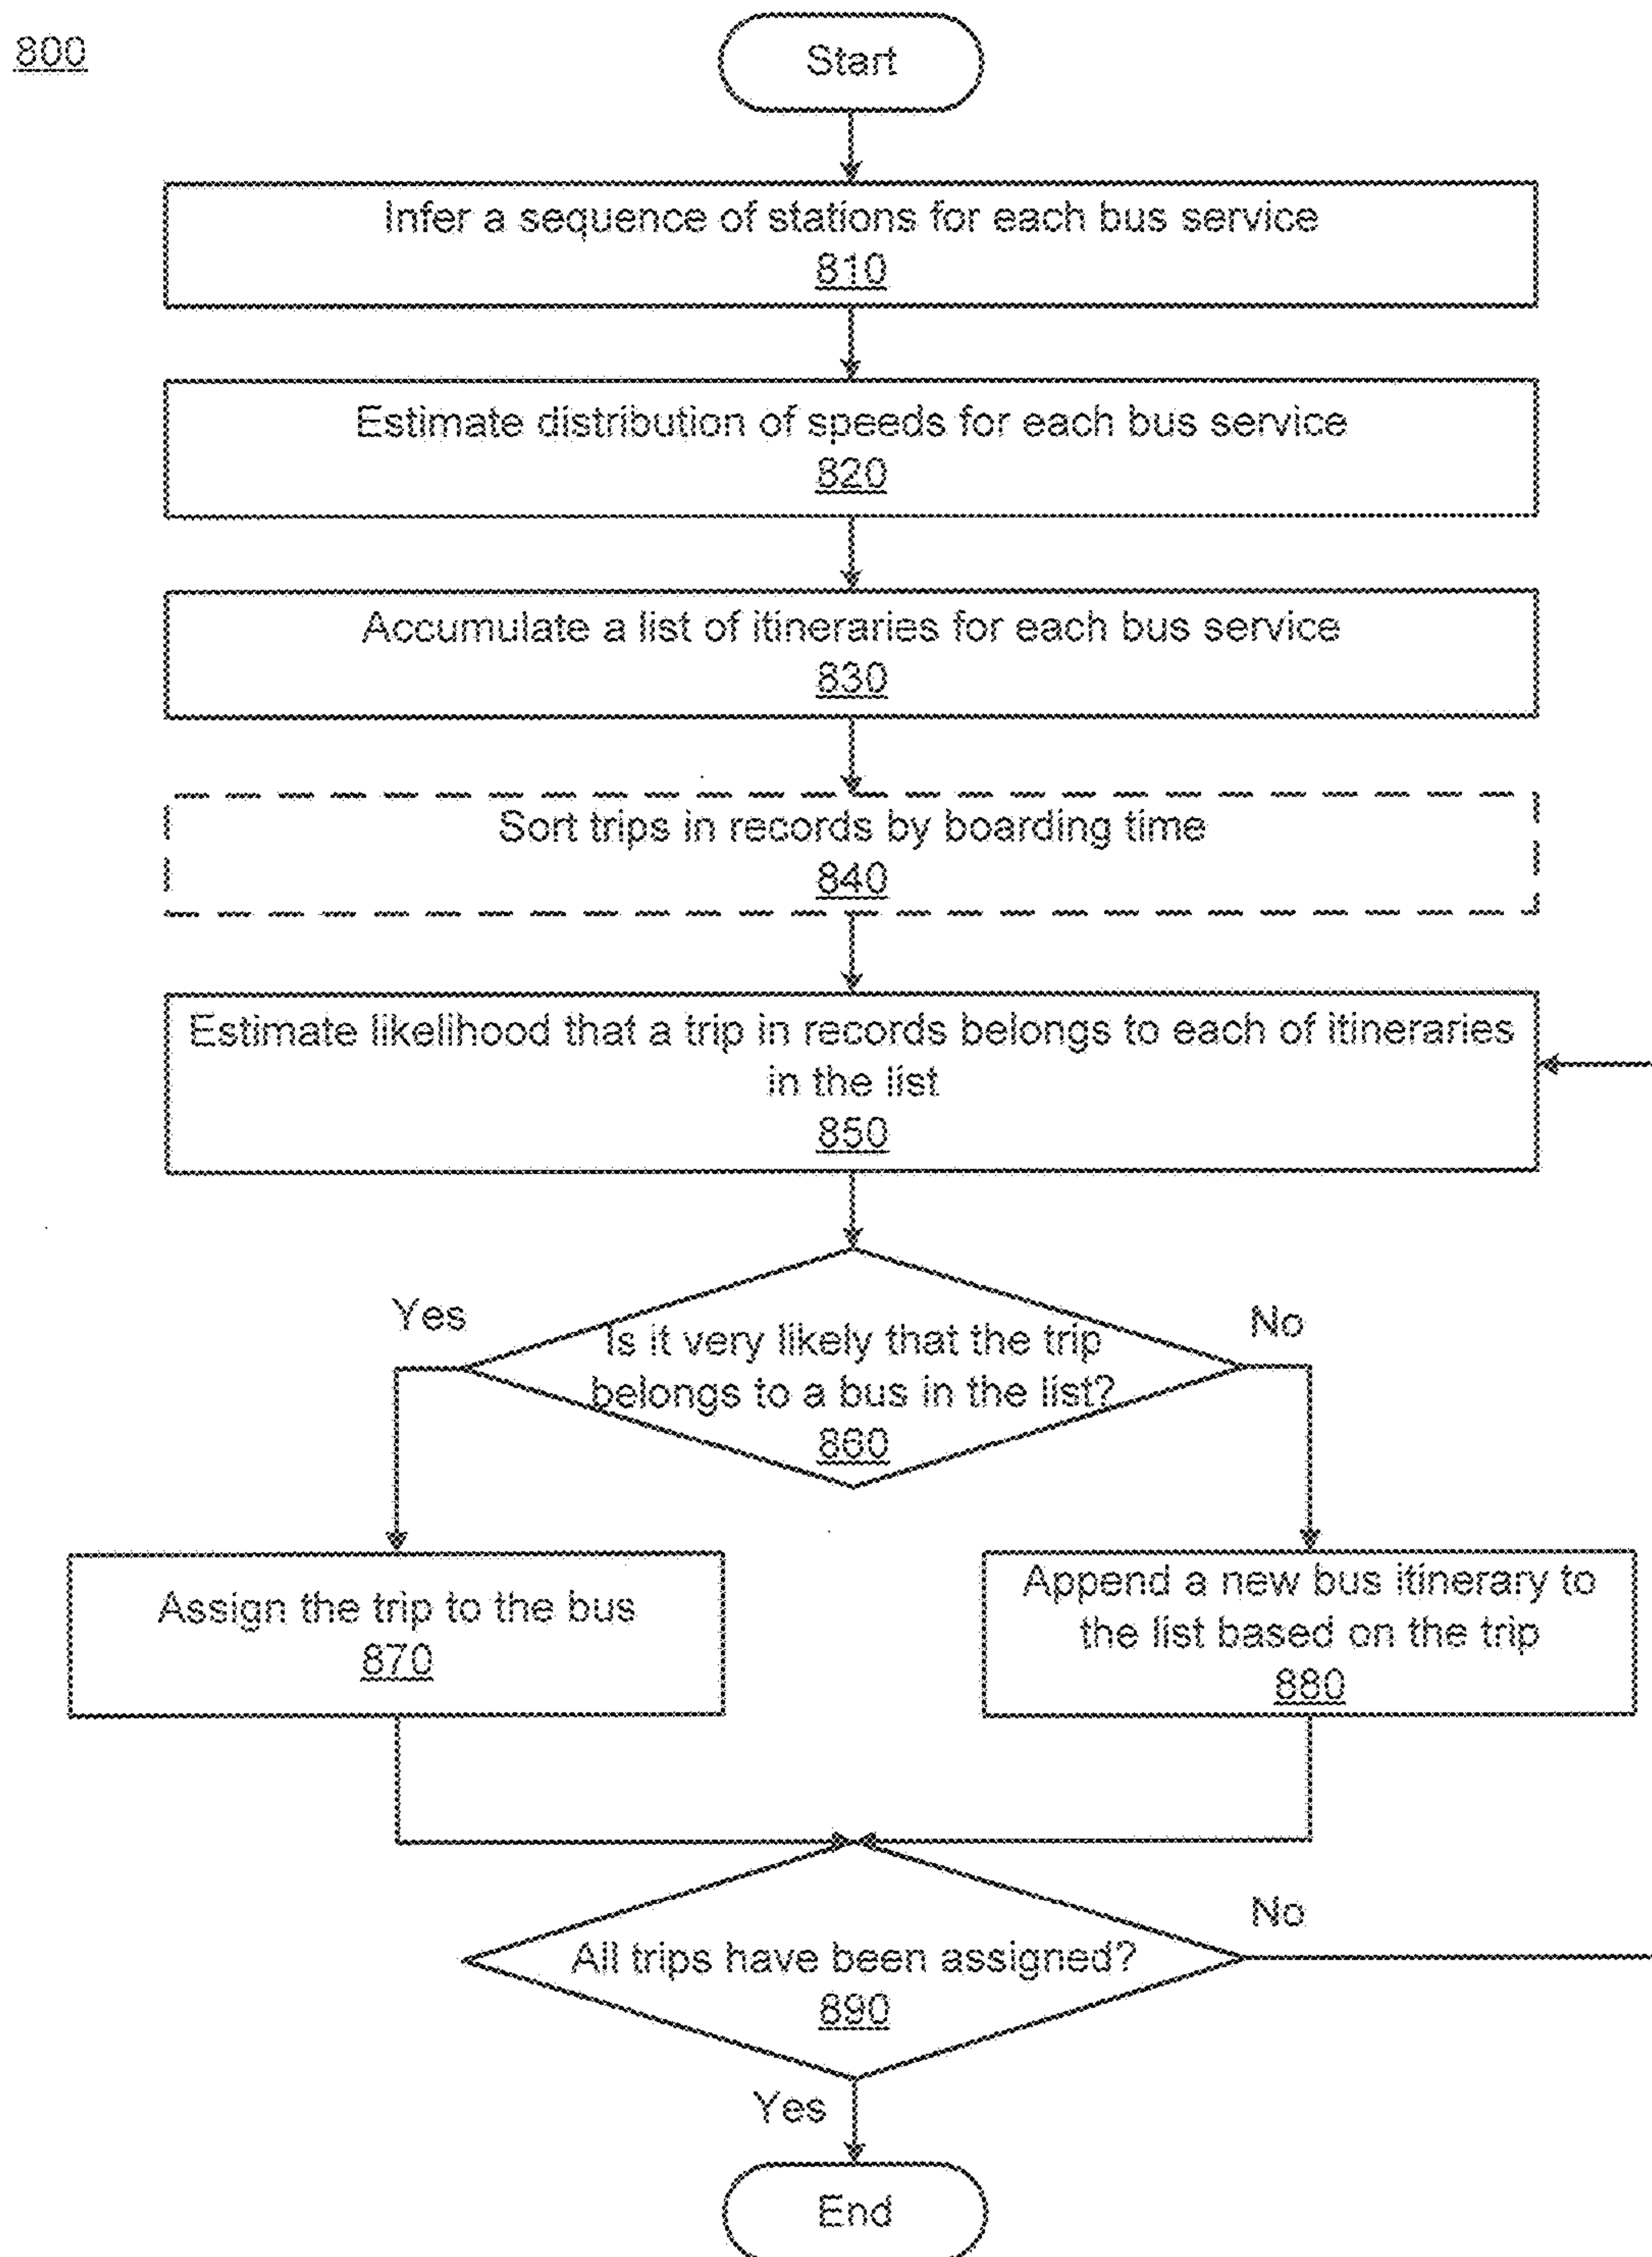 800
Start
Infer a sequence of stations for each bus service
810
Estimate distribution of speeds for each bus service
820
Accumulate a list of itineraries for each bus service
830
Sort trips in records by boarding time
840
Estimate likelihood that a trip in records belongs to each of itineraries
in the list
850
Yes
No
Is it very likely that the trip
belongs to a bus in the list?
860
Assign the trip to the bus
870
Append a new bus itinerary to
the list based on the trip
880
No
All trips have been assigned?
890
Yes
End